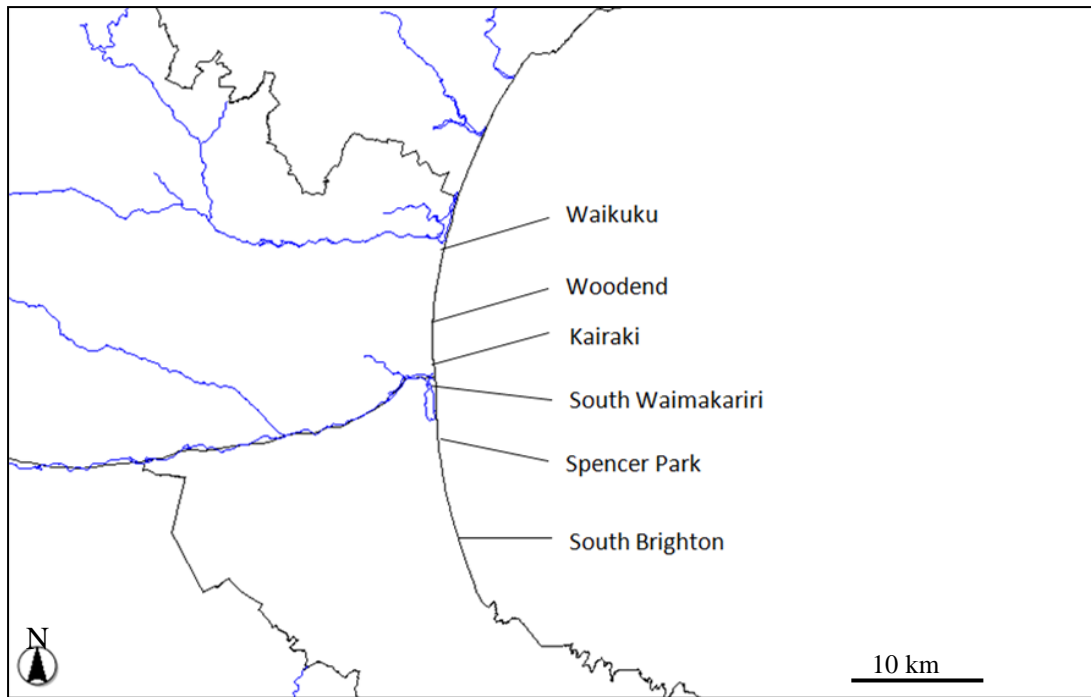 Waikuku
Woodend
Kairaki
South Waimakariri
Spencer Park
South Brighton
N
10 km